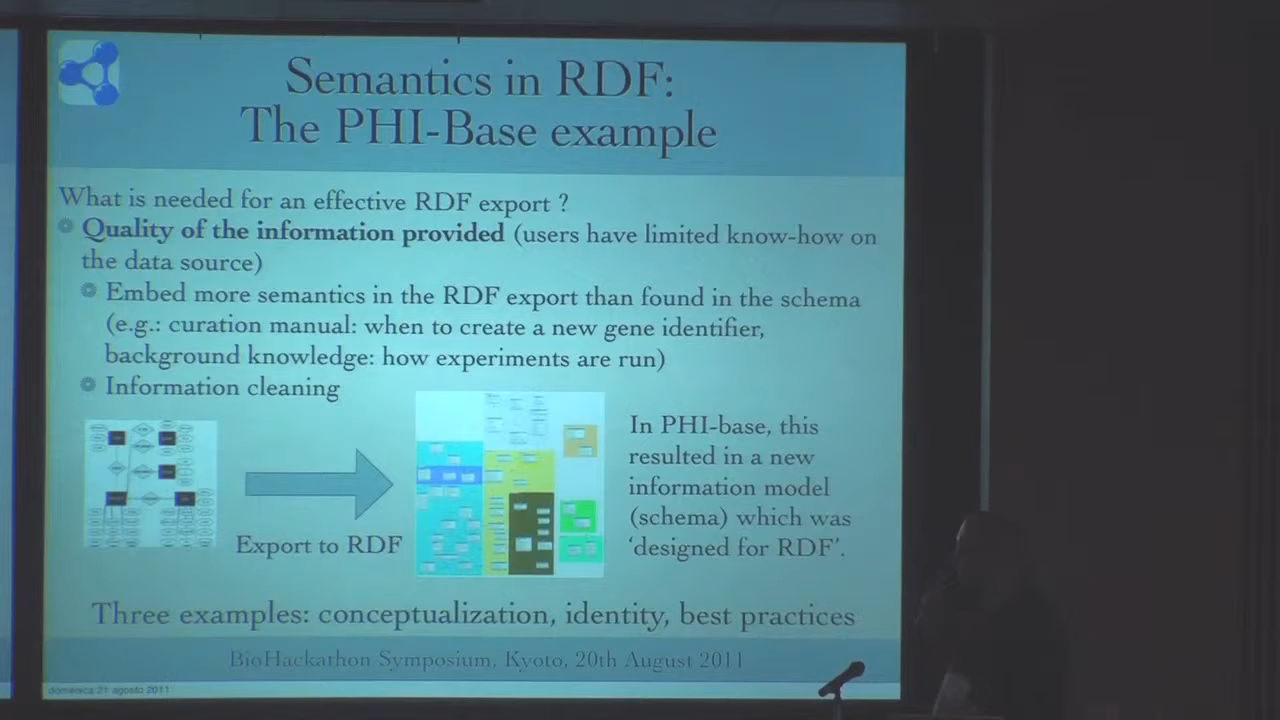 Semantics in RDF:
The PHI-Base example
What is needed for an effective RDF export ?
Quality of the information provided (users have limited know-how on
the data source)
Embed more semantics in the RDF export than found in the schema
(e.g.: curation manual: when to create a new gene identifier,
background knowledge: how experiments are run)
Information cleaning
Export to RDF
In PHI-base, this
resulted in a new
information model
(schema) which was
'designed for RDF'.
Three examples: conceptualization, identity, best practices
BioHackathon Symposium, Kyoto, 20th August 2011
domenica 21 agosto 2011